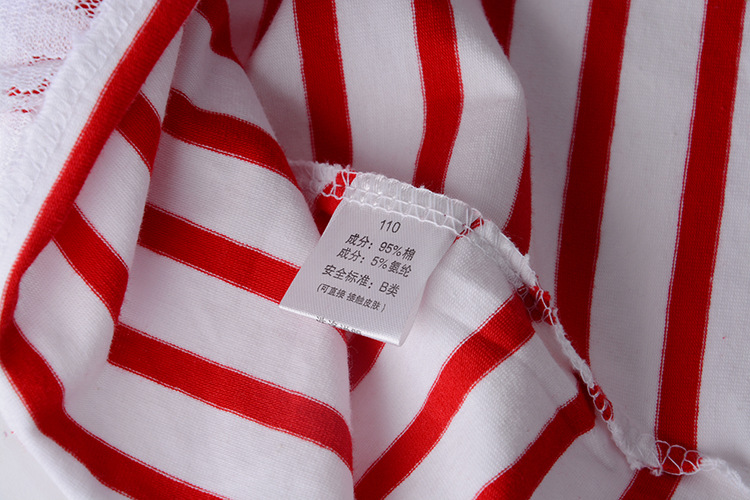 110
成分：95%棉
成分：5%氨纶
安全标准：B类
(可直接 接触皮肤)